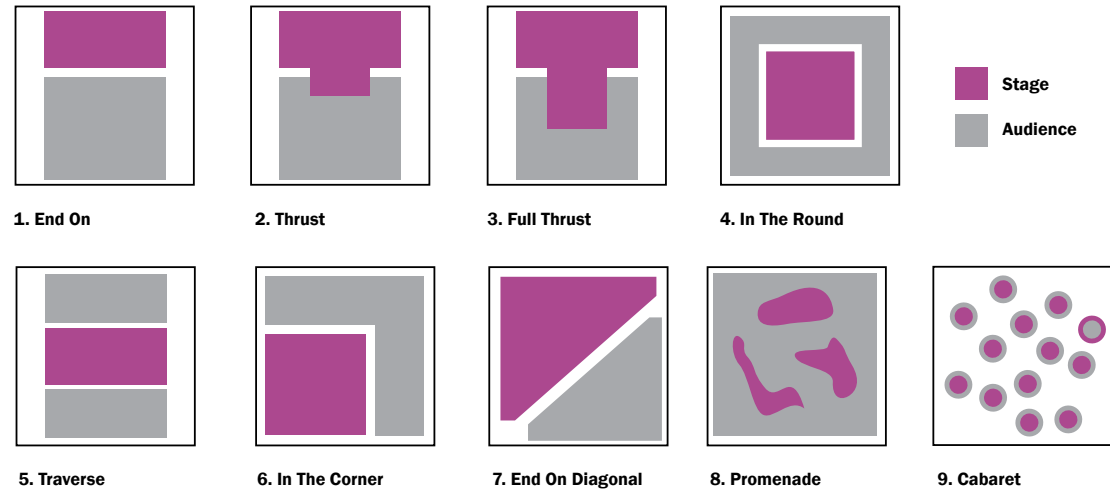 Stage
Audience
1. End On
2. Thrust
3. Full Thrust
4. In The Round
5. Traverse
6. In The Corner
7. End On Diagonal
8. Promenade
9. Cabaret